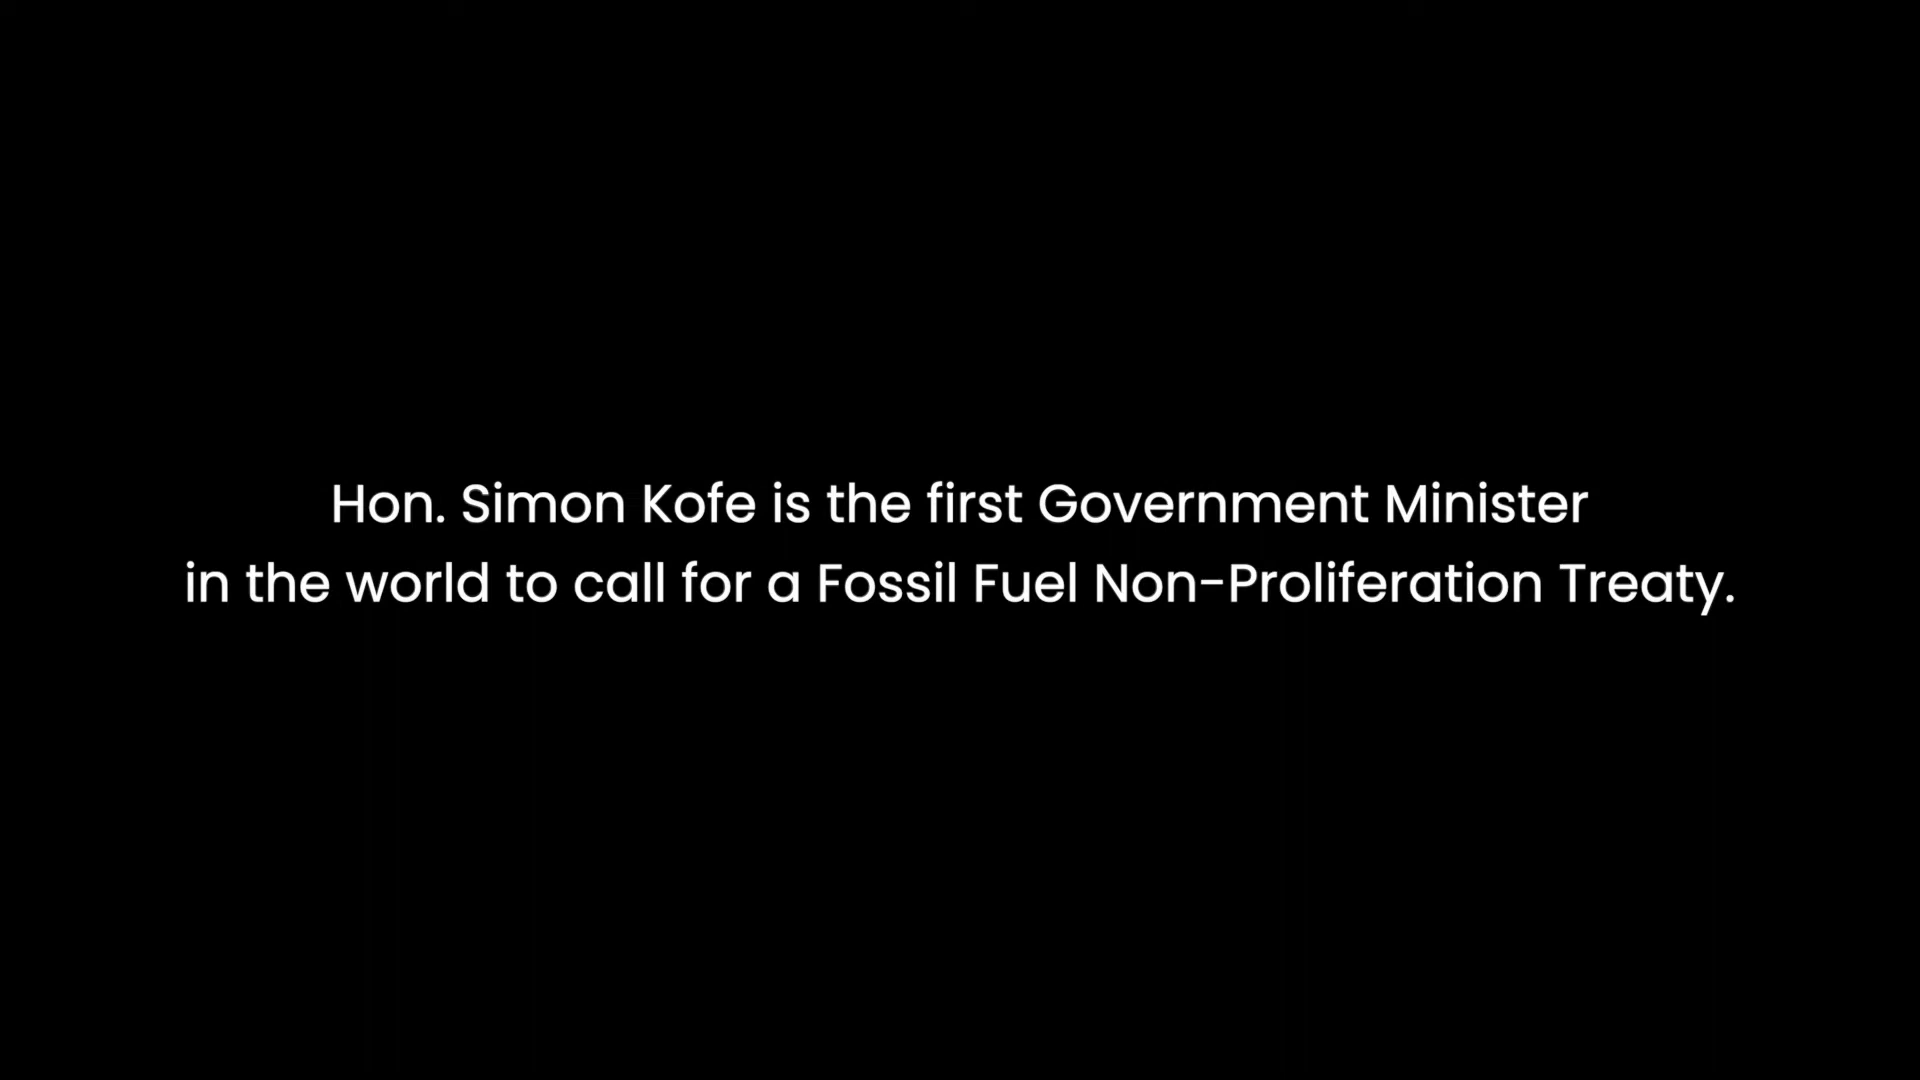 Hon. Simon Kofe is the first Government Minister
in the world to call for a Fossil Fuel Non-Proliferation Treaty.